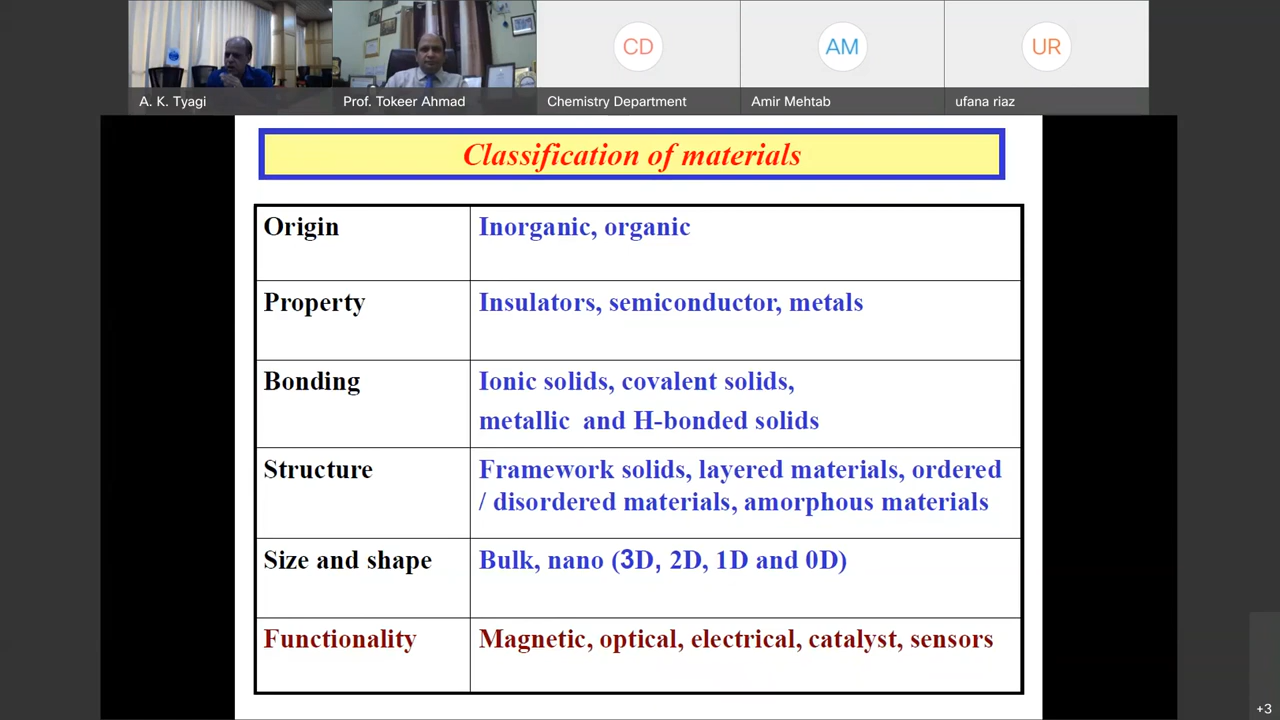 CD
AM
UR
A. K. Tyagi
Prof. Tokeer Ahmad
Chemistry Department
Amir Mehtab
ufana riaz
Classification of materials
Origin
Inorganic, organic
Property
Insulators, semiconductor, metals
Bonding
Ionic solids, covalent solids,
metallic and H-bonded solids
Structure
Framework solids, layered materials, ordered
/ disordered materials, amorphous materials
Size and shape
Bulk, nano (3D, 2D, 1D and 0D)
Functionality
Magnetic, optical, electrical, catalyst, sensors
+3